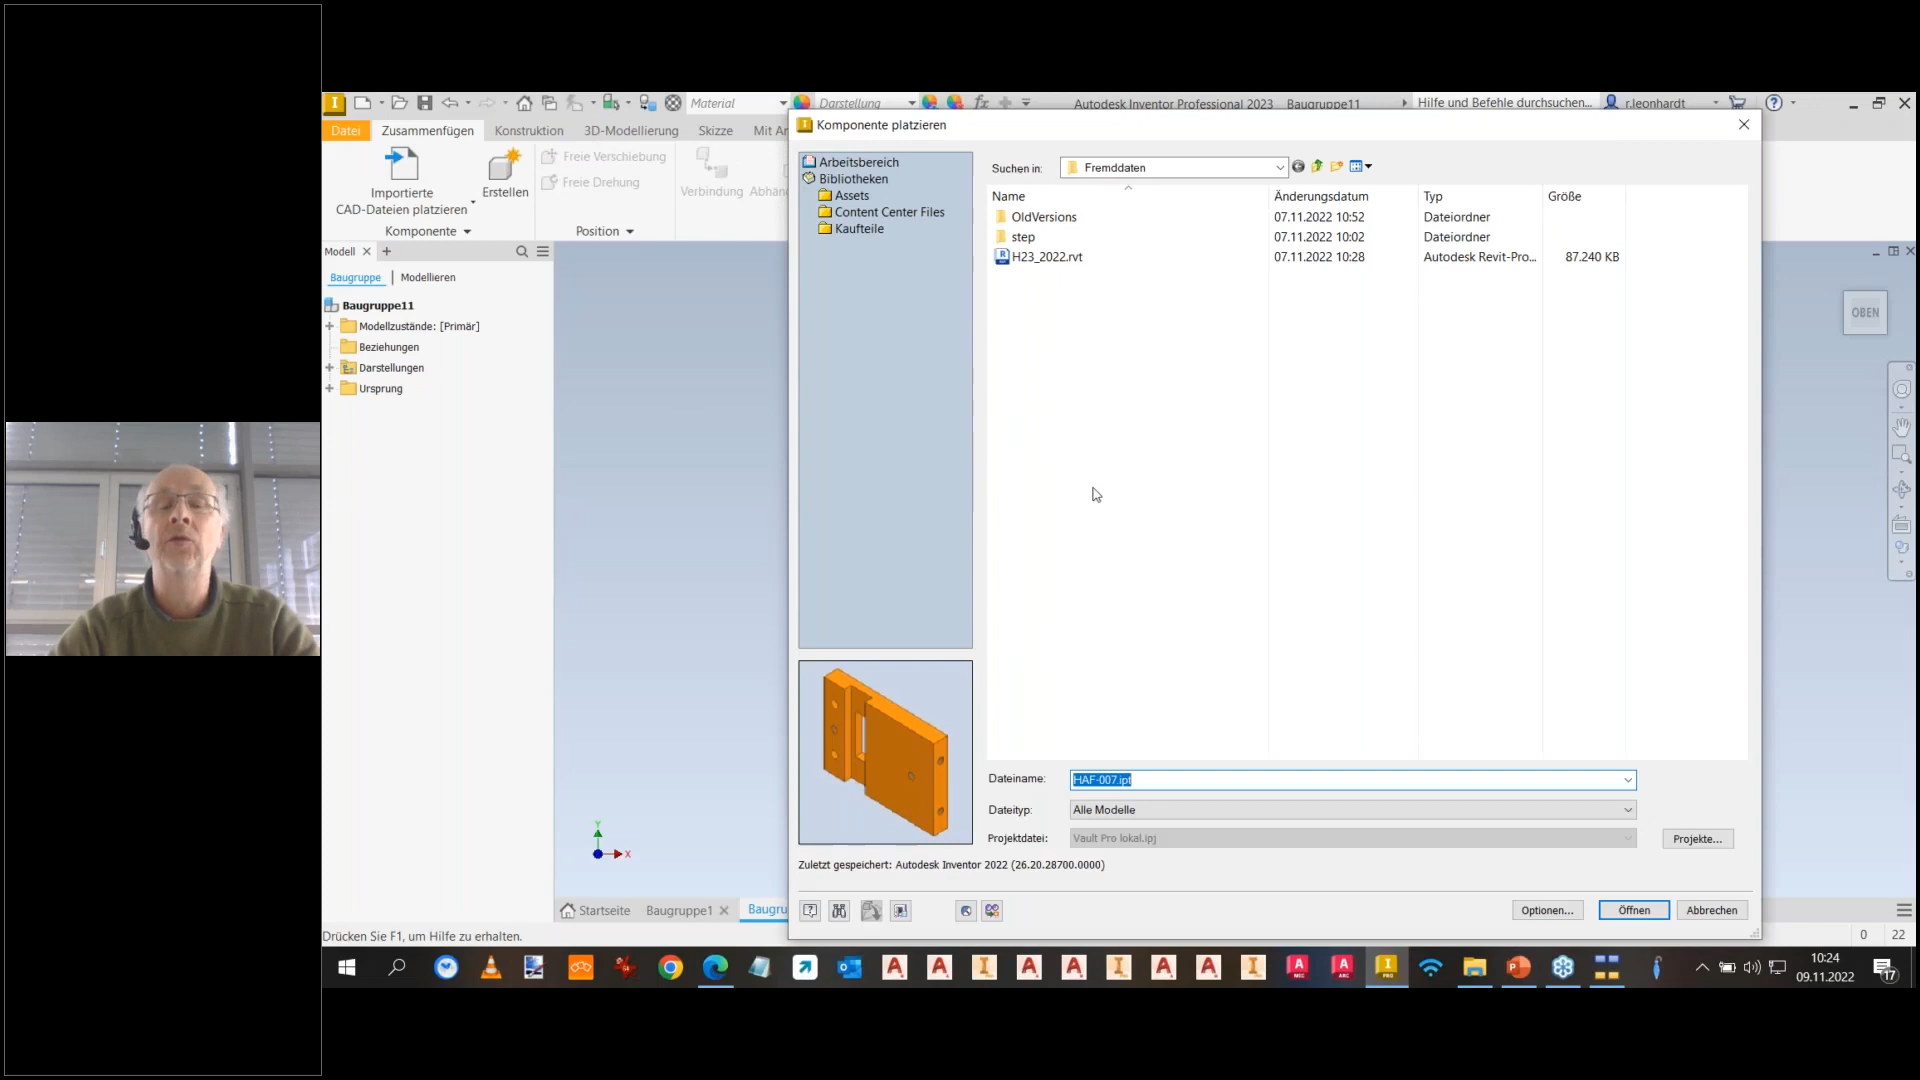 Material
Darstellung
Autodesk Inventor Professional 2023 Baugruppe11
Hilfe und Befehle durchsuchen...
r.leonhardt
Datei
Zusammenfügen
Konstruktion
3D-Modellierung
Skizze
Mit An
Importierte
CAD-Dateien platzieren
Erstellen
Freie Verschiebung
Freie Drehung
Verbindung
Abhän
Komponente
Position
Modell
Baugruppe
Modellieren
Baugruppe11
Modellzustände: [Primär]
Beziehungen
Darstellungen
Ursprung
Komponente platzieren
Arbeitsbereich
Bibliotheken
Assets
Content Center Files
Kaufteile
Suchen in:
Fremddaten
Name Änderungsdatum Typ Größe
OldVersions 07.11.2022 10:52 Dateiordner
step 07.11.2022 10:02 Dateiordner
H23_2022.rvt 07.11.2022 10:28 Autodesk Revit-Pro... 87.240 KB
Dateiname: HAF-007.ipt
Dateityp: Alle Modelle
Projektdatei: Vault Pro lokal.ipj
Projekte...
Zuletzt gespeichert: Autodesk Inventor 2022 (26.20.28700.0000)
Optionen...
Öffnen
Abbrechen
OBEN
Y
X
Startseite
Baugruppe1
Baugru
Drücken Sie F1, um Hilfe zu erhalten.
0 22
10:24
09.11.2022
17